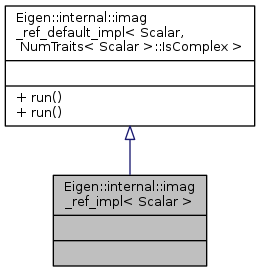 Eigen::internal::imag
_ref_default_impl< Scalar,
NumTraits< Scalar >::IsComplex >
+ run()
+ run()
Eigen::internal::imag
_ref_impl< Scalar >